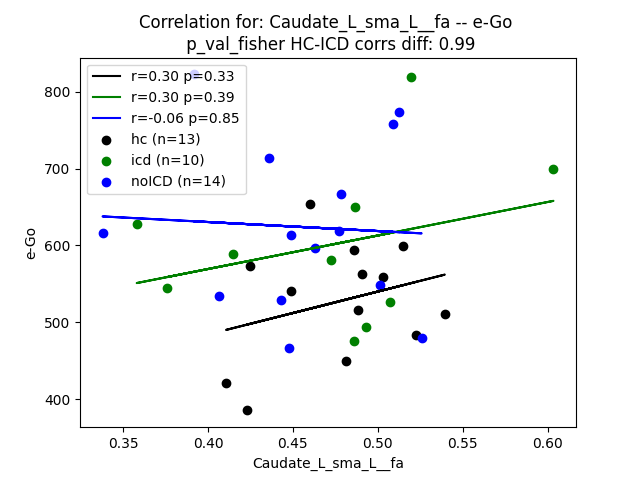 Correlation for: Caudate_L_sma_L__fa -- e-Go
p_val_fisher HC-ICD corrs diff: 0.99
r=0.30 p=0.33
r=0.30 p=0.39
r=-0.06 p=0.85
hc (n=13)
icd (n=10)
noICD (n=14)
800
700
600
500
400
e-Go
0.35 0.40 0.45 0.50 0.55 0.60
Caudate_L_sma_L__fa